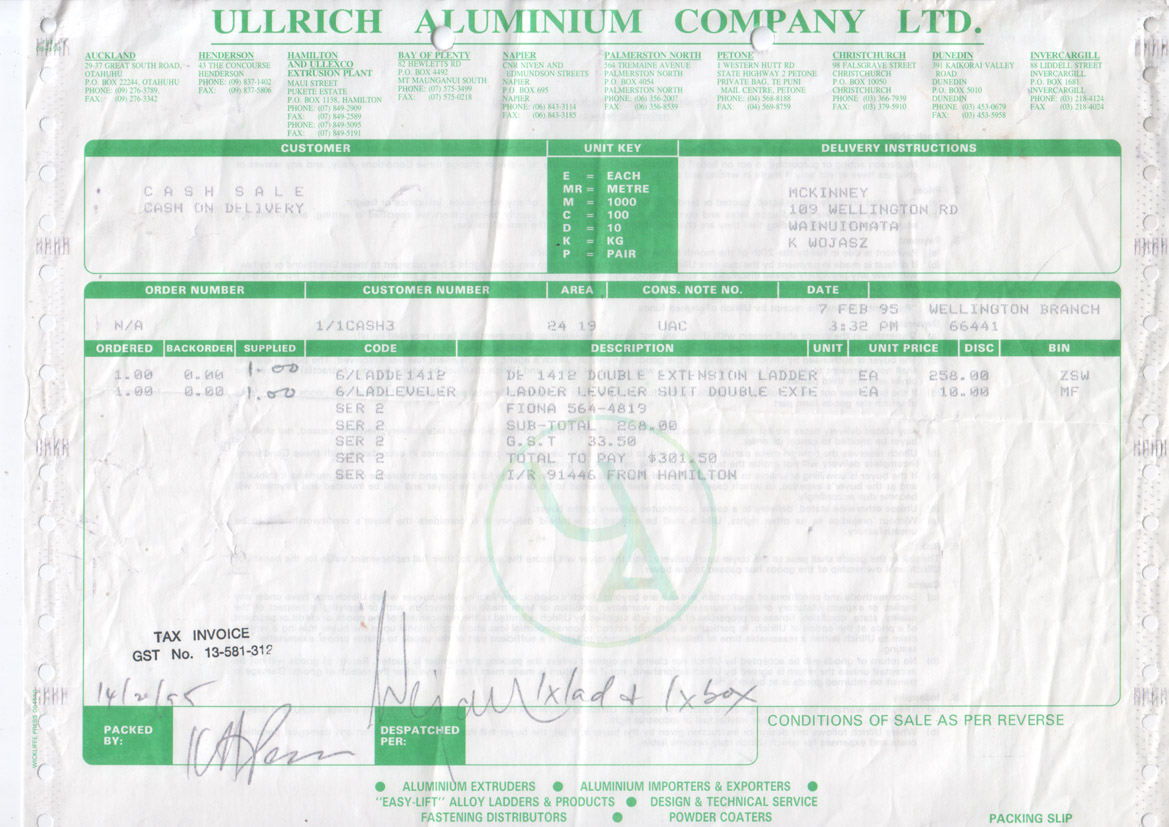 ULLRICH ALUMINIUM COMPANY LTD.
AUCKLAND
29-37 GREAT SOUTH ROAD,
OTAHUHU
P.O. BOX 22244, OTAHUHU
PHONE: (09) 276-3789,
FAX: (09) 276-3342
HENDERSON
43 THE CONCOURSE
HENDERSON
PHONE: (09) 837-1402
FAX: (09) 837-5806
HAMILTON
AND ULLEXCO
EXTRUSION PLANT
MAUI STREET
PUKETE ESTATE
P.O. BOX 1138, HAMILTON
PHONE: (07) 849-2909
FAX: (07) 849-2589
PHONE: (07) 849-5095
FAX: (07) 849-5191
BAY OF PLENTY
82 HEWLETTS RD
P.O. BOX 4492
MT MAUNGANUI SOUTH
PHONE: (07) 575-3499
FAX: (07) 575-0218
NAPIER
CNR NIVEN AND
EDMUNDSON STREETS
NAPIER
P.O BOX 695
NAPIER
PHONE: (06) 843-3114
FAX: (06) 843-3185
PALMERSTON NORTH
564 TREMAINE AVENUE
PALMERSTON NORTH
P.O. BOX 4054
PALMERSTON NORTH
PHONE: (06) 356-2007
FAX: (06) 356-8539
PETONE
1 WESTERN HUTT RD
STATE HIGHWAY 2 PETONE
PRIVATE BAG, TE PUNI
MAIL CENTRE, PETONE
PHONE: (04) 568-8188
FAX: (04) 569-8759
CHRISTCHURCH
98 FALSGRAVE STREET
CHRISTCHURCH
P.O. BOX 10054
CHRISTCHURCH
PHONE: (03) 366-7939
FAX: (03) 379-5910
DUNEDIN
391 KAIKORAI VALLEY
ROAD
DUNEDIN
P.O. BOX 5010
DUNEDIN
PHONE: (03) 453-0679
FAX: (03) 453-5958
INVERCARGILL
88 LIDDELL STREET
INVERCARGILL
P.O. BOX 1681
INVERCARGILL
PHONE: (03) 218-4124
FAX: (03) 218-4024
CUSTOMER UNIT KEY DELIVERY INSTRUCTIONS
CASH SALE
CASH ON DELIVERY
E = EACH
MR = METRE
M = 1000
C = 100
D = 10
K = KG
P = PAIR
MCKINNEY
109 WELLINGTON RD
WAINUIOMATA
K WOJASZ
ORDER NUMBER CUSTOMER NUMBER AREA CONS. NOTE NO. DATE
7 FEB 95 WELLINGTON BRANCH
N/A 1/1CASH3 24 19 UAC 3:32 PM 66441
ORDERED BACKORDER SUPPLIED CODE DESCRIPTION UNIT UNIT PRICE DISC BIN
1.00 0.00 1.00 6/LADDE1412 DE 1412 DOUBLE EXTENSION LADDER EA 258.00 ZSW
1.00 0.00 1.00 6/LADLEVELER LADDER LEVELER SUIT DOUBLE EXTE EA 10.00 MF
SER 2 FIONA 564-4819
SER 2 SUB-TOTAL 268.00
SER 2 G.S.T 33.50
SER 2 TOTAL TO PAY $301.50
SER 2 I/R 91446 FROM HAMILTON
UA
TAX INVOICE
GST No. 13-581-312
14/2/95
1xlad + 1xbox
PACKED BY:
DESPATCHED PER:
CONDITIONS OF SALE AS PER REVERSE
● ALUMINIUM EXTRUDERS ● ALUMINIUM IMPORTERS & EXPORTERS ●
"EASY-LIFT" ALLOY LADDERS & PRODUCTS ● DESIGN & TECHNICAL SERVICE
FASTENING DISTRIBUTORS ● POWDER COATERS
PACKING SLIP